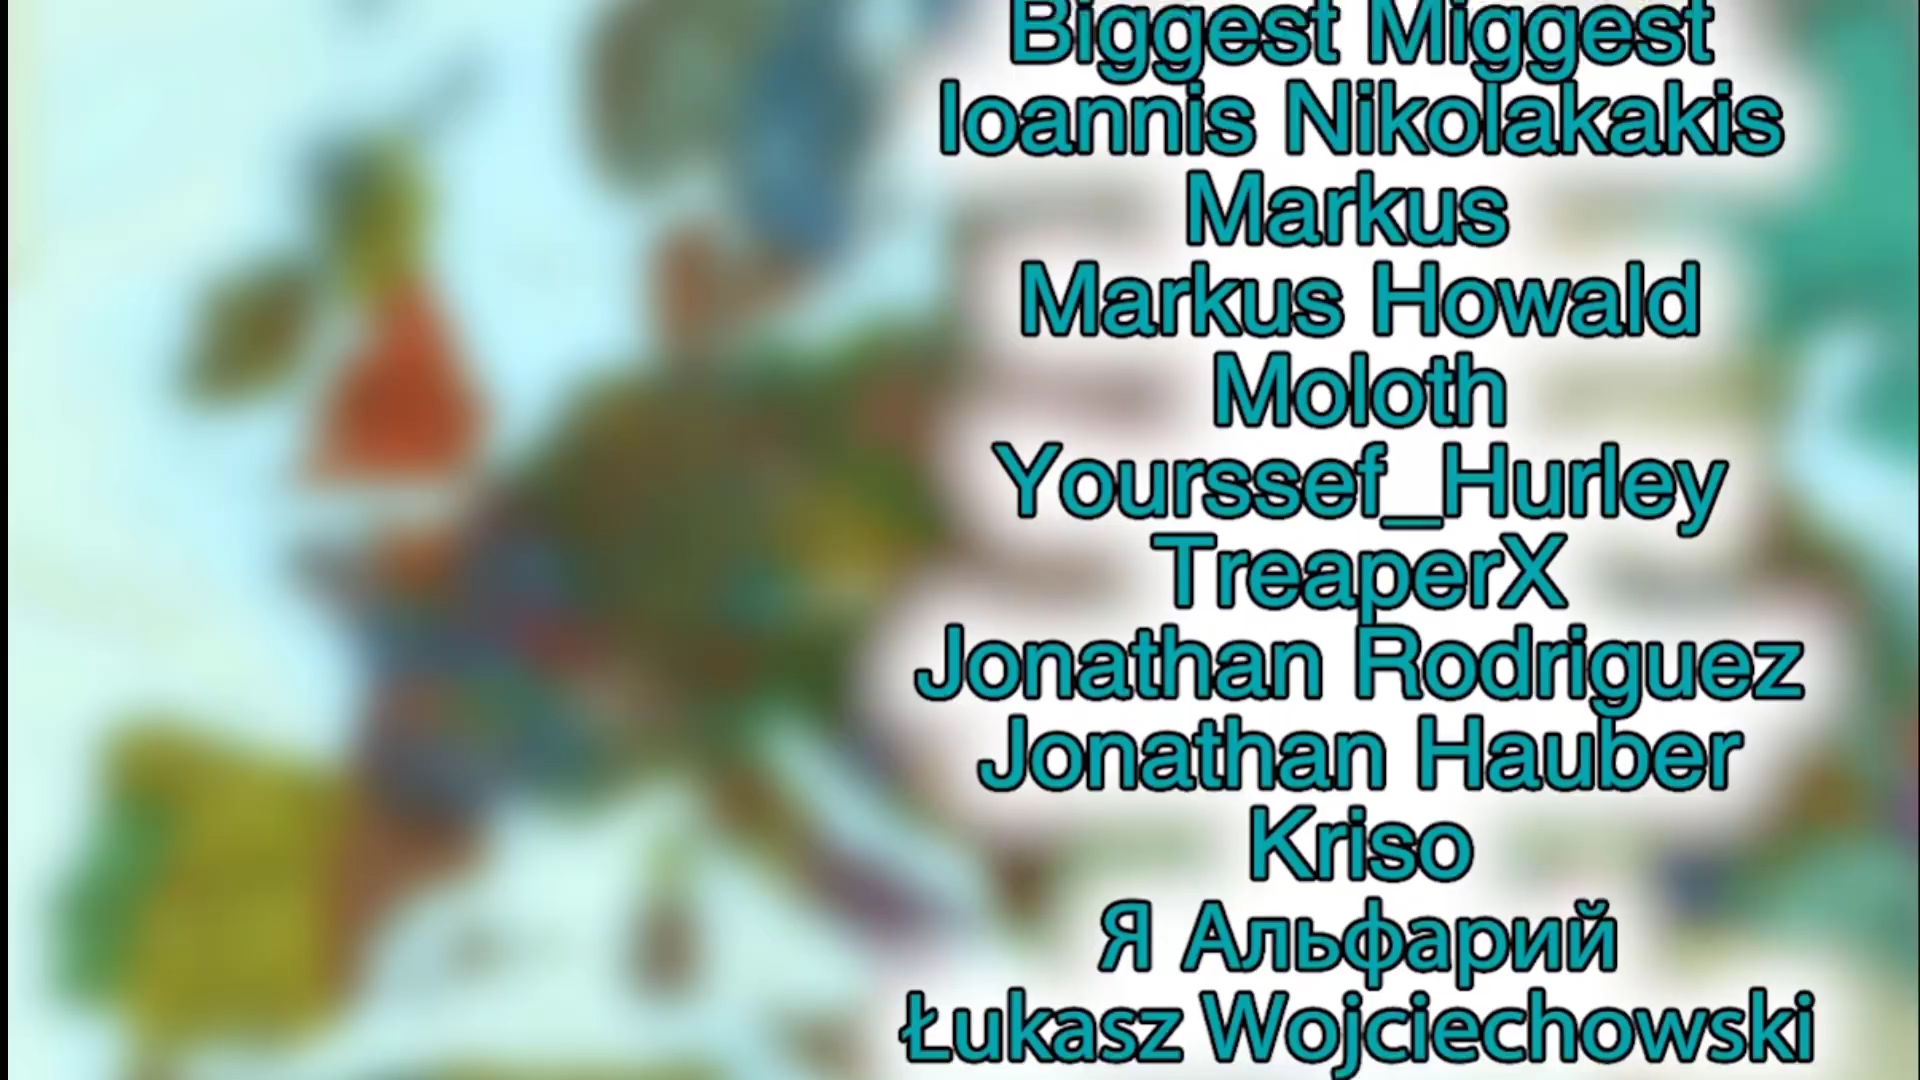 Biggest Miggest
Ioannis Nikolakakis
Markus
Markus Howald
Moloth
Yourssef_Hurley
TreaperX
Jonathan Rodriguez
Jonathan Hauber
Kriso
Я Альфарий
Łukasz Wojciechowski